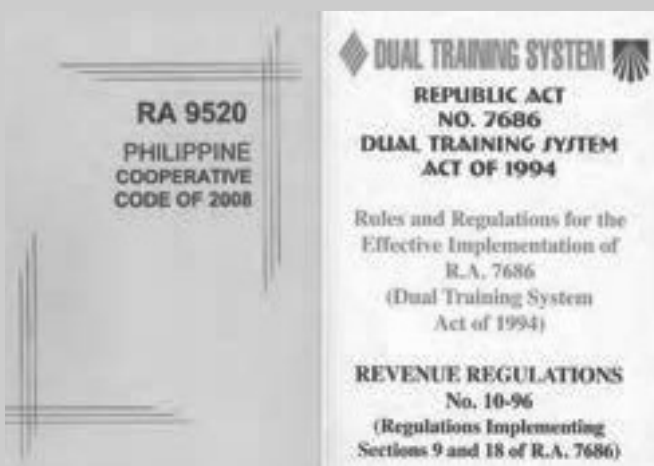 RA 9520
PHILIPPINE
COOPERATIVE
CODE OF 2008
DUAL TRAINING SYSTEM
REPUBLIC ACT
NO. 7686
DUAL TRAINING SYSTEM
ACT OF 1994
Rules and Regulations for the
Effective Implementation of
R.A. 7686
(Dual Training System
Act of 1994)
REVENUE REGULATIONS
No. 10-96
(Regulations Implementing
Sections 9 and 18 of R.A. 7686)